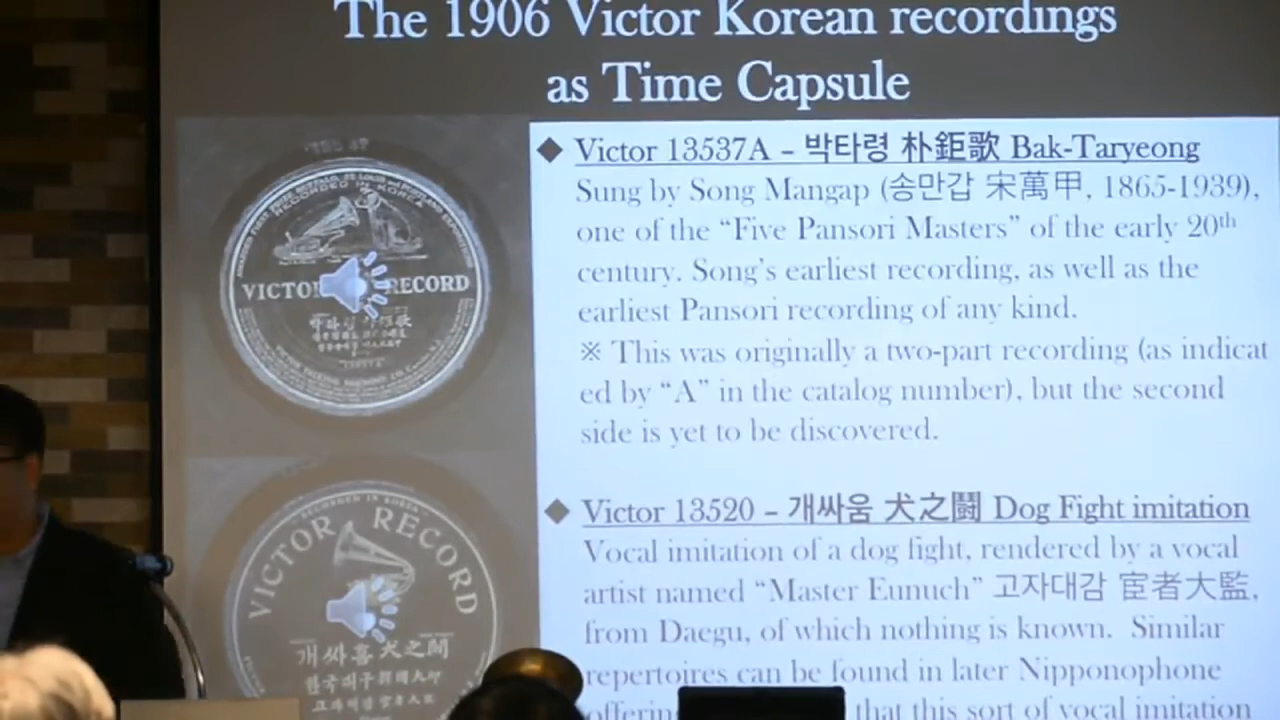 The 1906 Victor Korean recordings
as Time Capsule
◆ Victor 13537A – 박타령 朴鉅歌 Bak-Taryeong
Sung by Song Mangap (송만갑 宋萬甲, 1865-1939),
one of the “Five Pansori Masters” of the early 20th
century. Song’s earliest recording, as well as the
earliest Pansori recording of any kind.
※ This was originally a two-part recording (as indicat
ed by “A” in the catalog number), but the second
side is yet to be discovered.
◆ Victor 13520 – 개싸움 犬之鬪 Dog Fight imitation
Vocal imitation of a dog fight, rendered by a vocal
artist named “Master Eunuch” 고자대감 宦者大監,
from Daegu, of which nothing is known. Similar
repertoires can be found in later Nipponophone
that this sort of vocal imitation
RECORDED IN KOREA
VICTOR RECORD
RECORDED IN KOREA
VICTOR RECORD